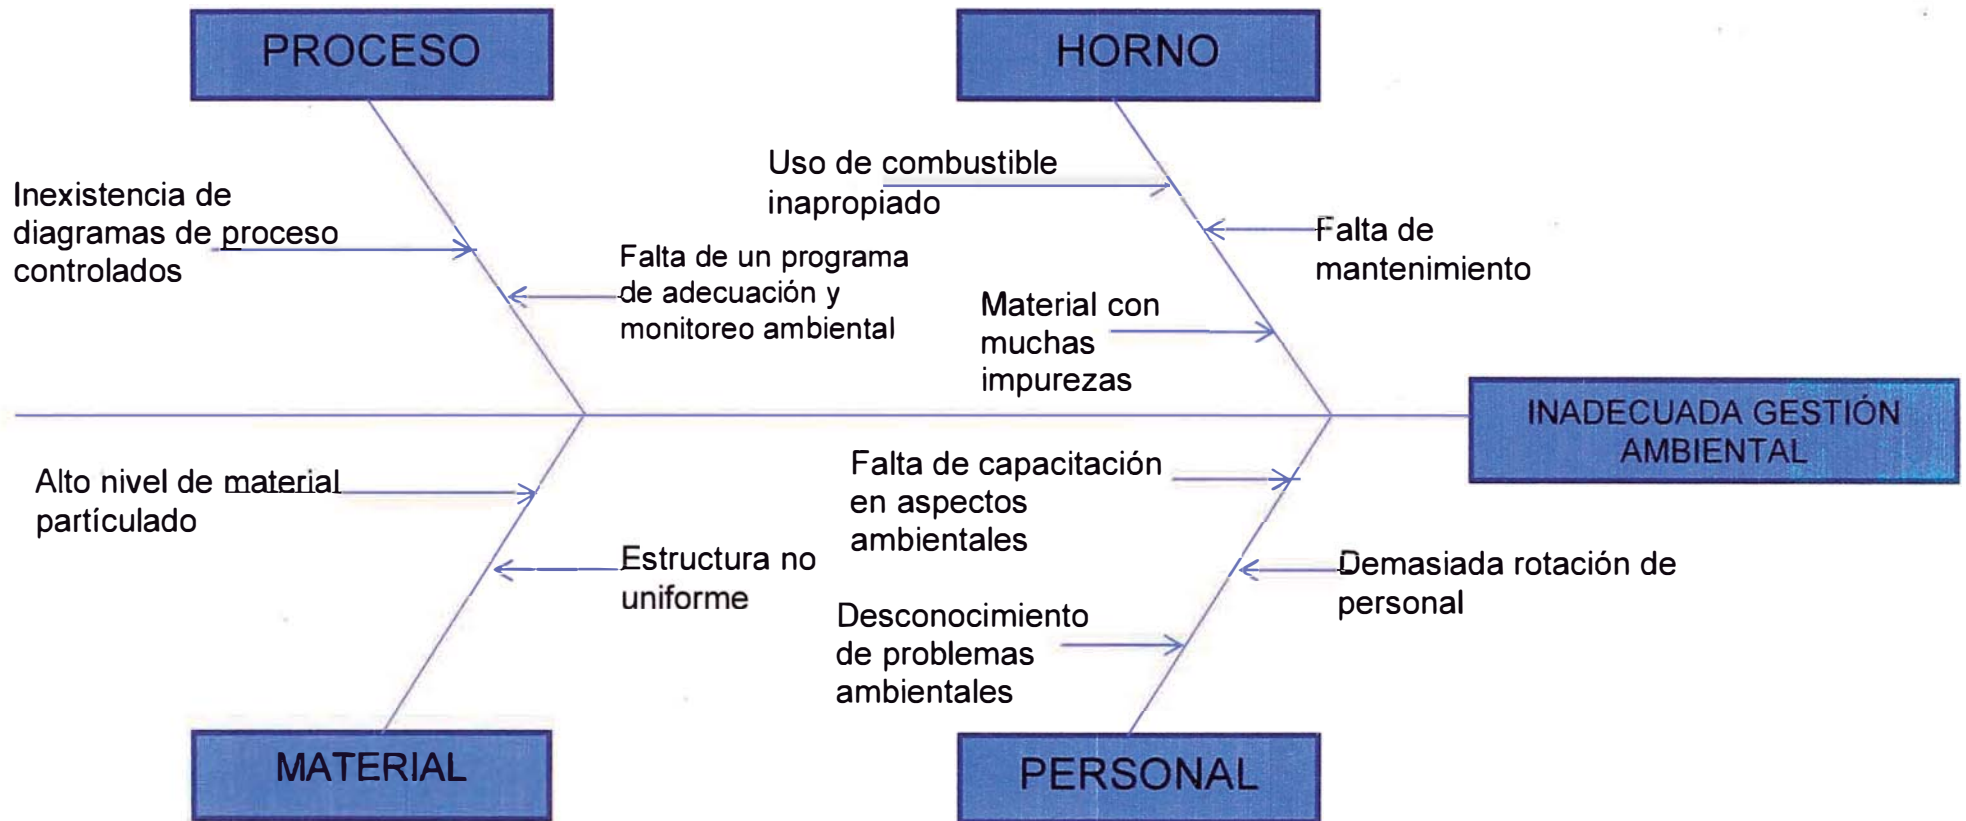 PROCESO
HORNO
Inexistencia de
diagramas de proceso
controlados
Falta de un programa
de adecuación y
monitoreo ambiental
Uso de combustible
inapropiado
Falta de
mantenimiento
Material con
muchas
impurezas
INADECUADA GESTIÓN
AMBIENTAL
Alto nivel de material
partículado
Estructura no
uniforme
Falta de capacitación
en aspectos
ambientales
Demasiada rotación de
personal
Desconocimiento
de problemas
ambientales
MATERIAL
PERSONAL